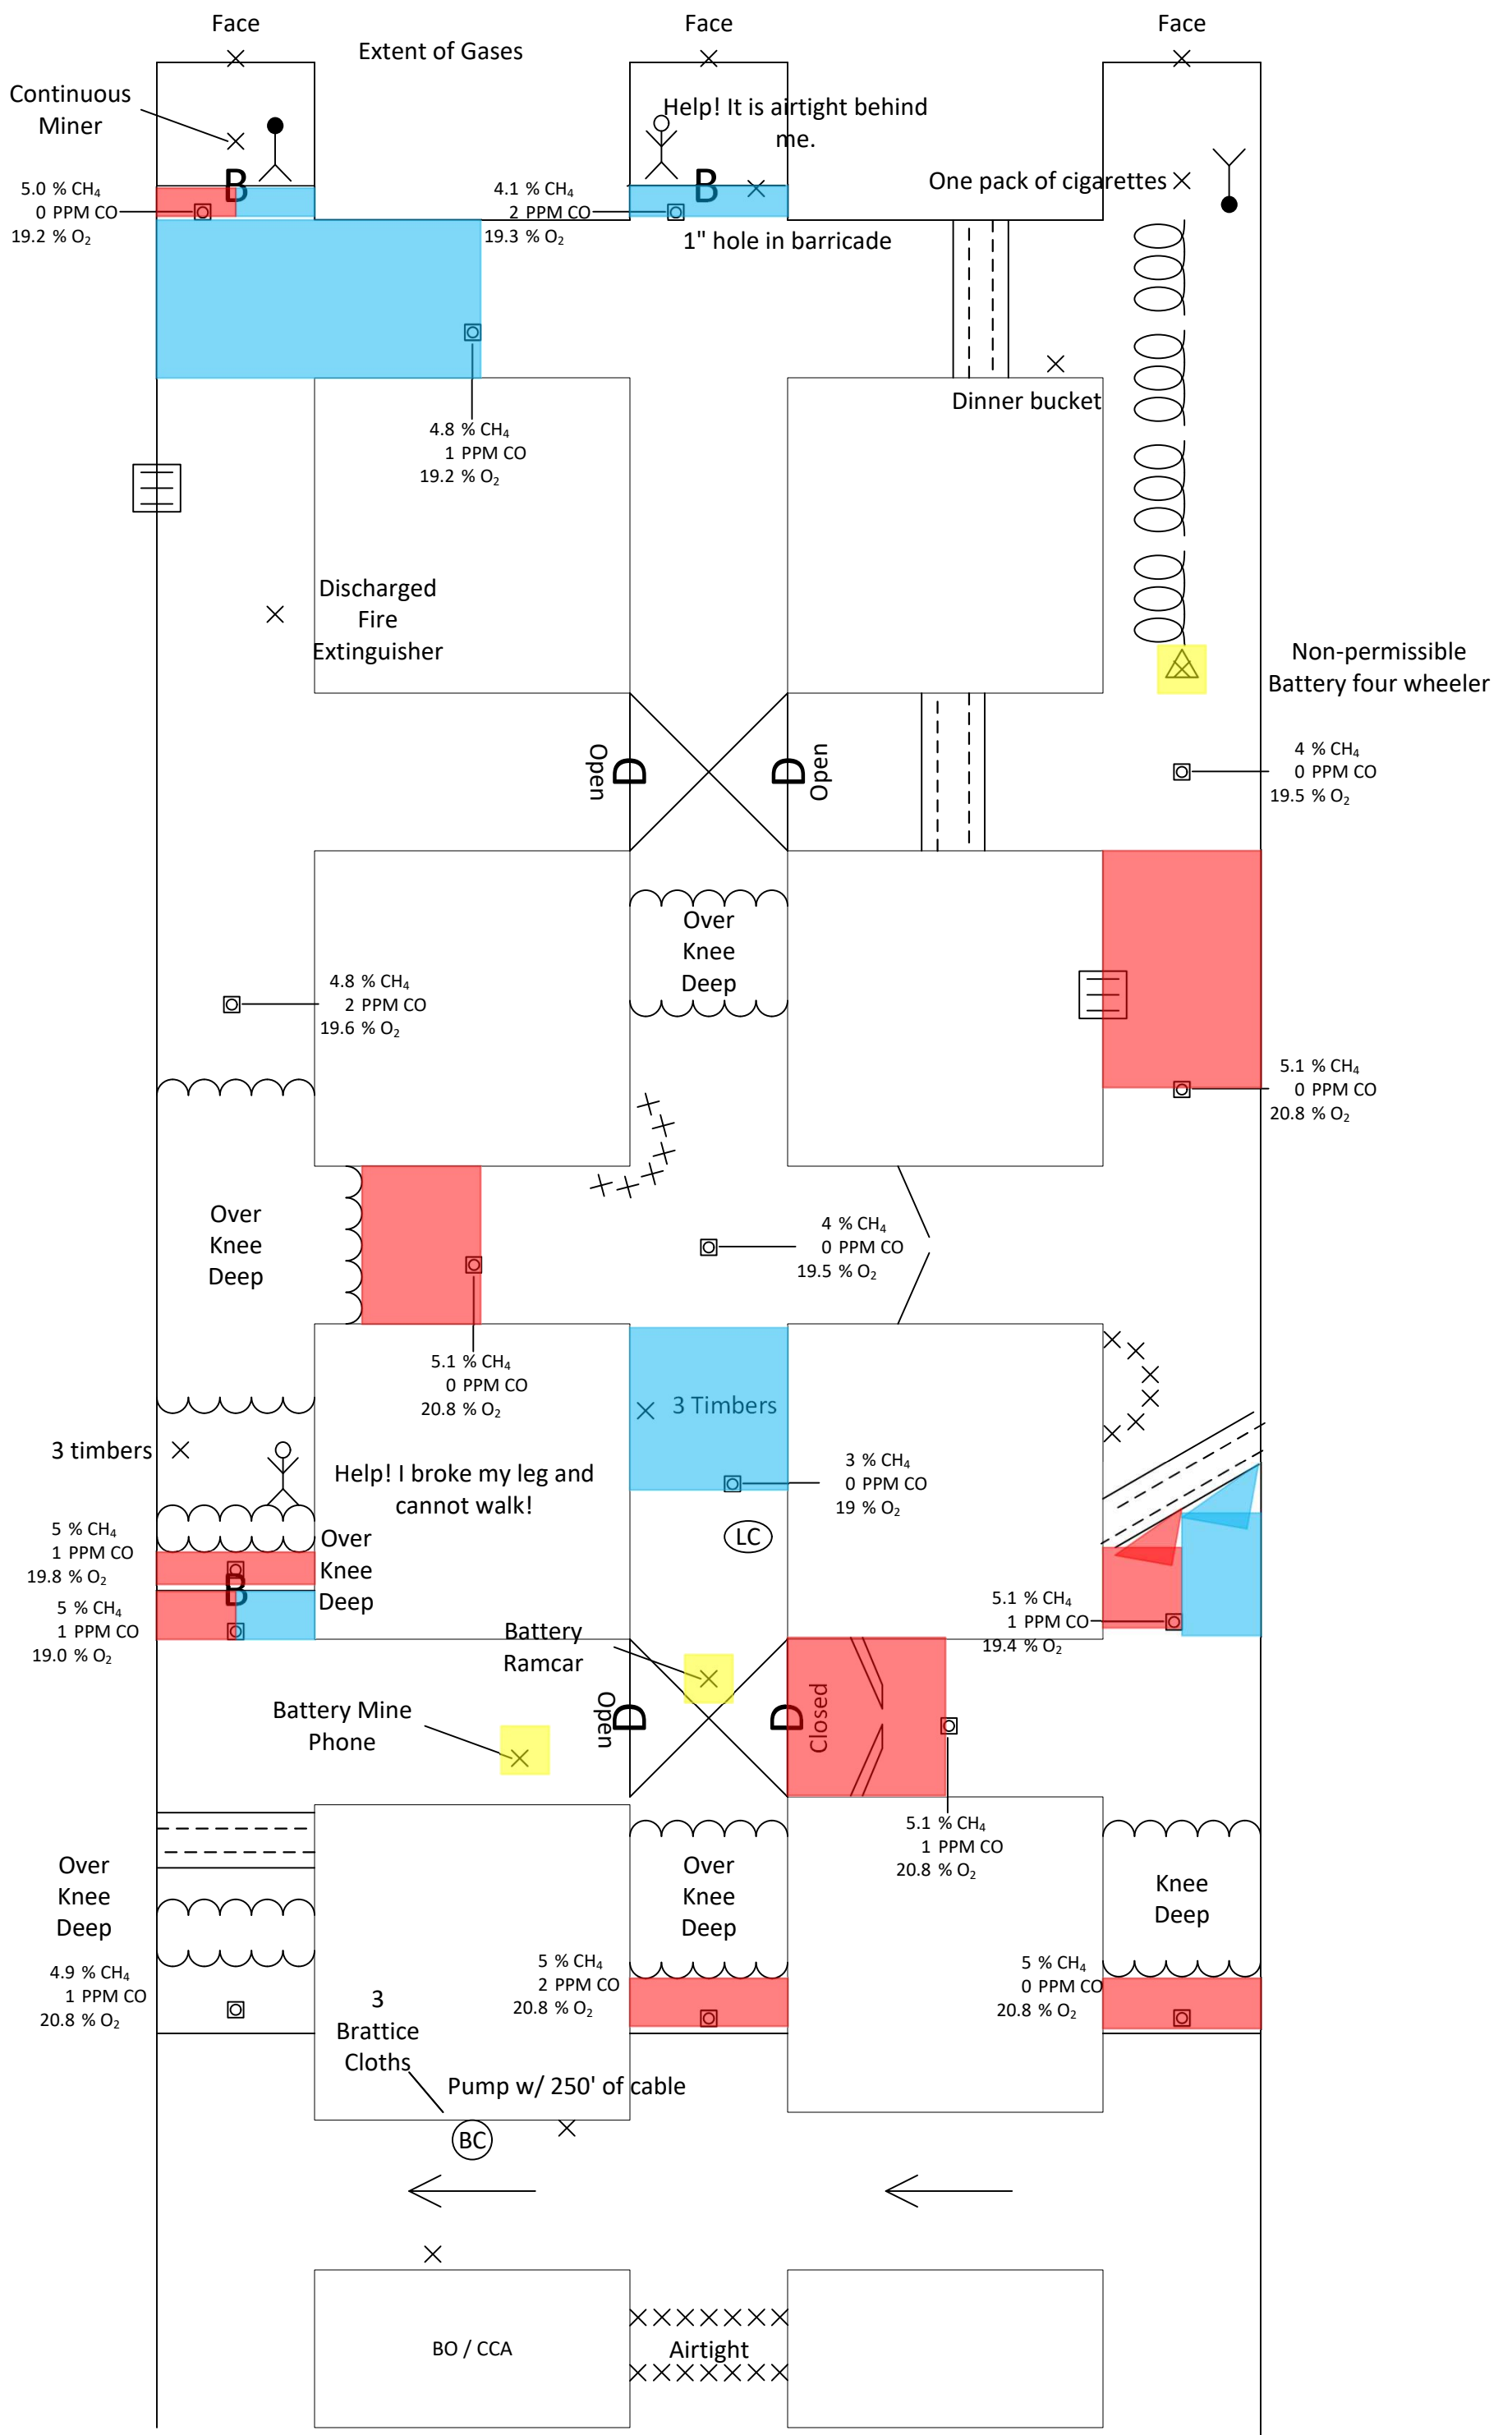 Face
Face
Face
Extent of Gases
Continuous
Miner
Help! It is airtight behind
me.
B
B
One pack of cigarettes
5.0 % CH₄
0 PPM CO
19.2 % O₂
4.1 % CH₄
2 PPM CO
19.3 % O₂
1" hole in barricade
Dinner bucket
4.8 % CH₄
1 PPM CO
19.2 % O₂
Discharged
Fire
Extinguisher
Non-permissible
Battery four wheeler
Open
D
D
Open
4 % CH₄
0 PPM CO
19.5 % O₂
Over
Knee
Deep
4.8 % CH₄
2 PPM CO
19.6 % O₂
5.1 % CH₄
0 PPM CO
20.8 % O₂
Over
Knee
Deep
4 % CH₄
0 PPM CO
19.5 % O₂
5.1 % CH₄
0 PPM CO
20.8 % O₂
3 Timbers
3 timbers
Help! I broke my leg and
cannot walk!
3 % CH₄
0 PPM CO
19 % O₂
LC
5 % CH₄
1 PPM CO
19.8 % O₂
Over
Knee
Deep
B
5 % CH₄
1 PPM CO
19.0 % O₂
5.1 % CH₄
1 PPM CO
19.4 % O₂
Battery
Ramcar
Battery Mine
Phone
Open
D
D
Closed
5.1 % CH₄
1 PPM CO
20.8 % O₂
Over
Knee
Deep
Over
Knee
Deep
Knee
Deep
4.9 % CH₄
1 PPM CO
20.8 % O₂
5 % CH₄
2 PPM CO
20.8 % O₂
5 % CH₄
0 PPM CO
20.8 % O₂
3
Brattice
Cloths
Pump w/ 250' of cable
BC
BO / CCA
Airtight